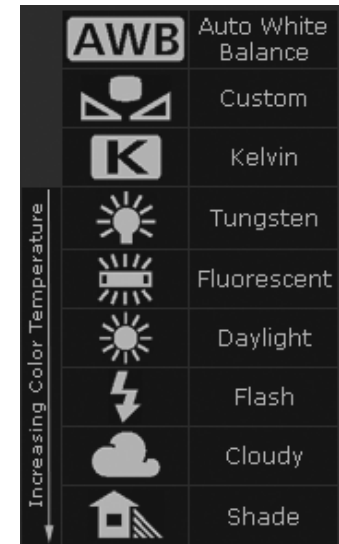 AWB
Auto White
Balance
Custom
K
Kelvin
Increasing Color Temperature
Tungsten
Fluorescent
Daylight
Flash
Cloudy
Shade